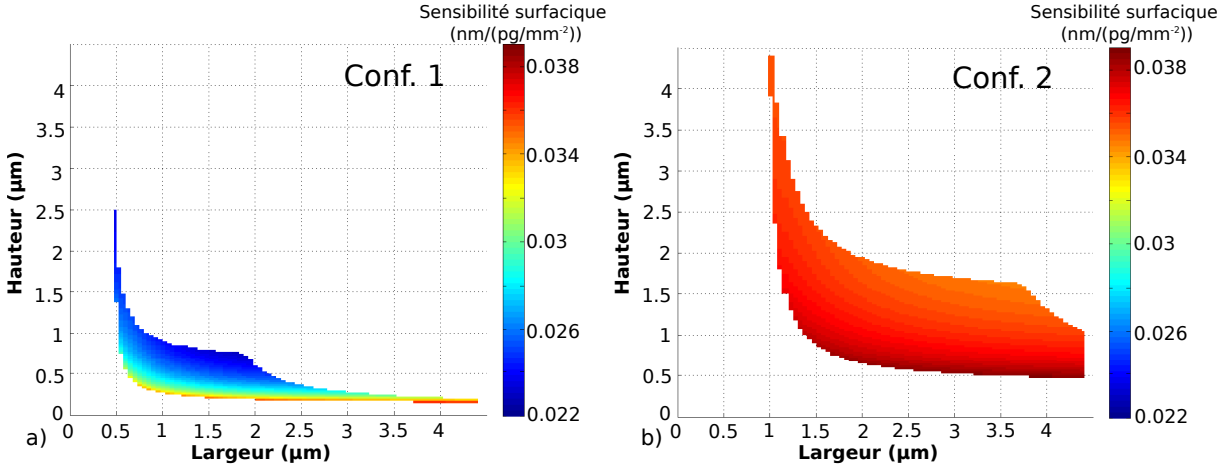 Sensibilité surfacique
(nm/(pg/mm⁻²))
Conf. 1
0.038
0.034
0.03
0.026
0.022
4
3.5
3
2.5
2
1.5
1
0.5
0
Hauteur (µm)
0 0.5 1 1.5 2 2.5 3 3.5 4
a)
Largeur (µm)
Sensibilité surfacique
(nm/(pg/mm⁻²))
Conf. 2
0.038
0.034
0.03
0.026
0.022
4
3.5
3
2.5
2
1.5
1
0.5
0
Hauteur (µm)
0 0.5 1 1.5 2 2.5 3 3.5 4
b)
Largeur (µm)